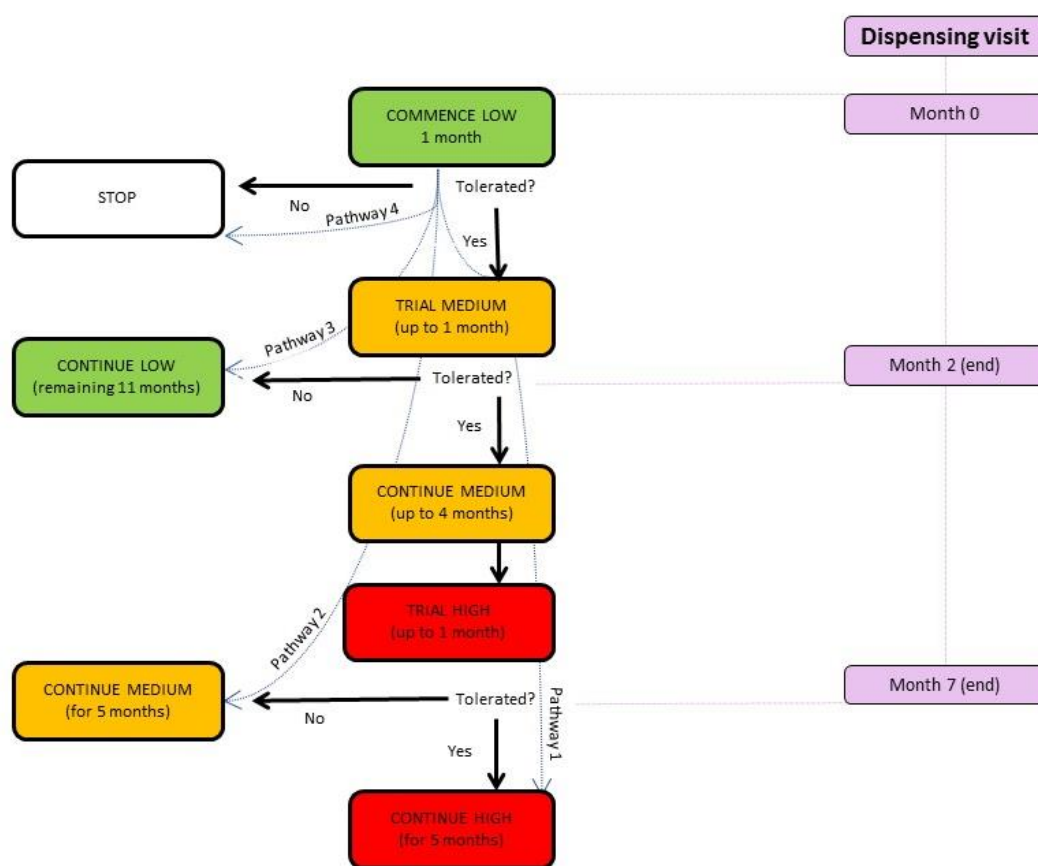 Dispensing visit
COMMENCE LOW
1 month
Month 0
STOP
Tolerated?
No
Pathway 4
Yes
TRIAL MEDIUM
(up to 1 month)
Pathway 3
CONTINUE LOW
(remaining 11 months)
Tolerated?
No
Month 2 (end)
Yes
CONTINUE MEDIUM
(up to 4 months)
TRIAL HIGH
(up to 1 month)
Pathway 2
CONTINUE MEDIUM
(for 5 months)
Tolerated?
No
Pathway 1
Month 7 (end)
Yes
CONTINUE HIGH
(for 5 months)